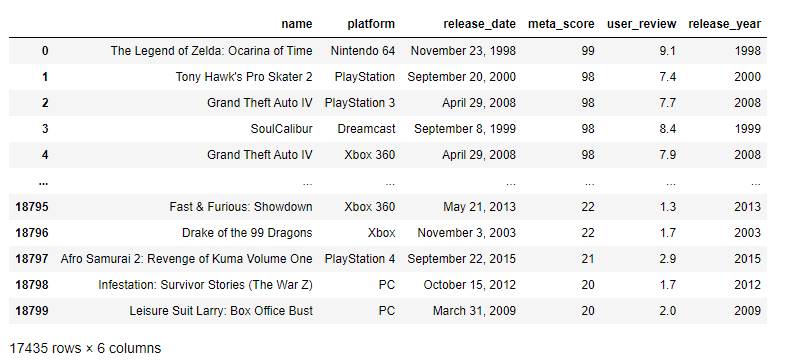 name platform release_date meta_score user_review release_year
0 The Legend of Zelda: Ocarina of Time Nintendo 64 November 23, 1998 99 9.1 1998
1 Tony Hawk's Pro Skater 2 PlayStation September 20, 2000 98 7.4 2000
2 Grand Theft Auto IV PlayStation 3 April 29, 2008 98 7.7 2008
3 SoulCalibur Dreamcast September 8, 1999 98 8.4 1999
4 Grand Theft Auto IV Xbox 360 April 29, 2008 98 7.9 2008
... ... ... ... ... ... ...
18795 Fast & Furious: Showdown Xbox 360 May 21, 2013 22 1.3 2013
18796 Drake of the 99 Dragons Xbox November 3, 2003 22 1.7 2003
18797 Afro Samurai 2: Revenge of Kuma Volume One PlayStation 4 September 22, 2015 21 2.9 2015
18798 Infestation: Survivor Stories (The War Z) PC October 15, 2012 20 1.7 2012
18799 Leisure Suit Larry: Box Office Bust PC March 31, 2009 20 2.0 2009
17435 rows × 6 columns